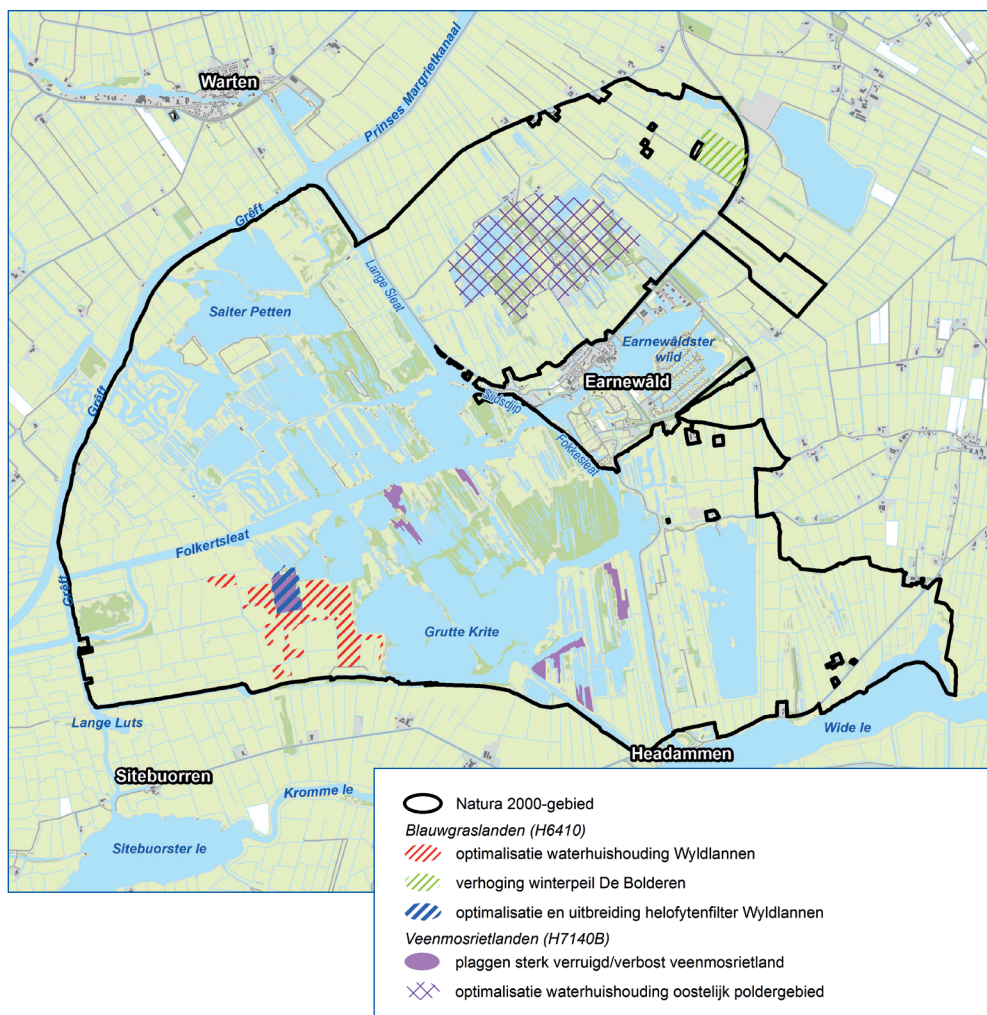 Warten
Prinses Margrietkanaal
Grêft
Lange Sleat
Saiter Petten
Earnewâldster
wiid
Earnewâld
Grêft
Sijdsdjip
Fokkesleat
Folkertsleat
Grêft
Grutte Krite
Lange Luts
Wide Ie
Headammen
Sitebuorren
Kromme Ie
Sitebuorster Ie
Natura 2000-gebied
Blauwgraslanden (H6410)
optimalisatie waterhuishouding Wyldlannen
verhoging winterpeil De Bolderen
optimalisatie en uitbreiding helofytenfilter Wyldlannen
Veenmosrietlanden (H7140B)
plaggen sterk verruigd/verbost veenmosrietland
optimalisatie waterhuishouding oostelijk poldergebied